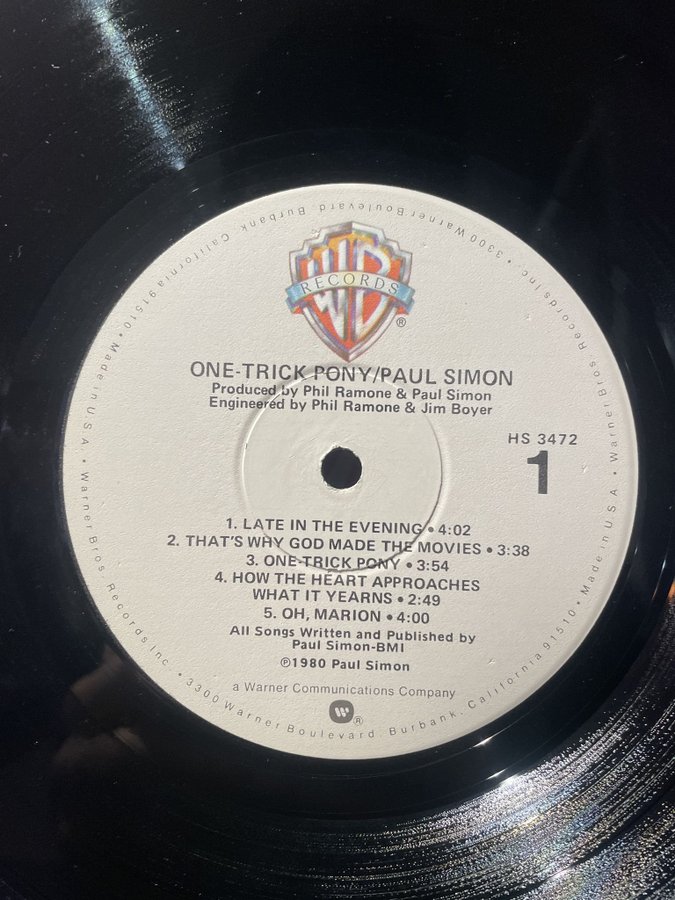 WB
RECORDS
®
ONE-TRICK PONY/PAUL SIMON
Produced by Phil Ramone & Paul Simon
Engineered by Phil Ramone & Jim Boyer
HS 3472
1
1. LATE IN THE EVENING • 4:02
2. THAT'S WHY GOD MADE THE MOVIES • 3:38
3. ONE-TRICK PONY • 3:54
4. HOW THE HEART APPROACHES
WHAT IT YEARNS • 2:49
5. OH, MARION • 4:00
All Songs Written and Published by
Paul Simon-BMI
℗1980 Paul Simon
a Warner Communications Company
W®
Warner Bros. Records Inc. • 3300 Warner Boulevard, Burbank, California 91510 • Made in U.S.A. • Warner Bros. Records Inc. • 3300 Warner Boulevard, Burbank, California 91510 • Made in U.S.A. •